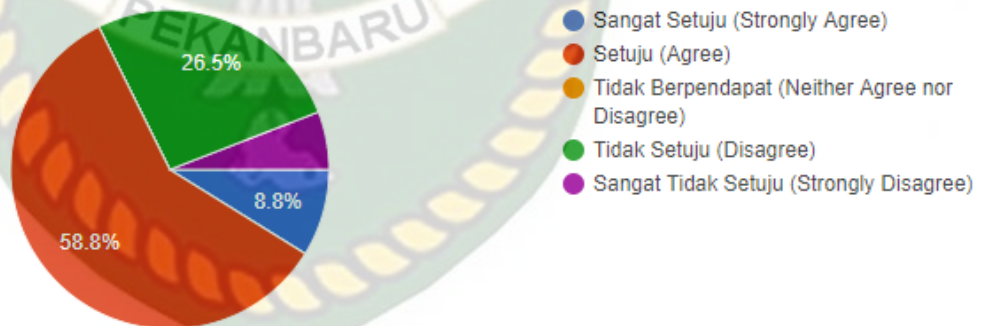 PEKANBARU
26.5%
8.8%
58.8%
Sangat Setuju (Strongly Agree)
Setuju (Agree)
Tidak Berpendapat (Neither Agree nor
Disagree)
Tidak Setuju (Disagree)
Sangat Tidak Setuju (Strongly Disagree)